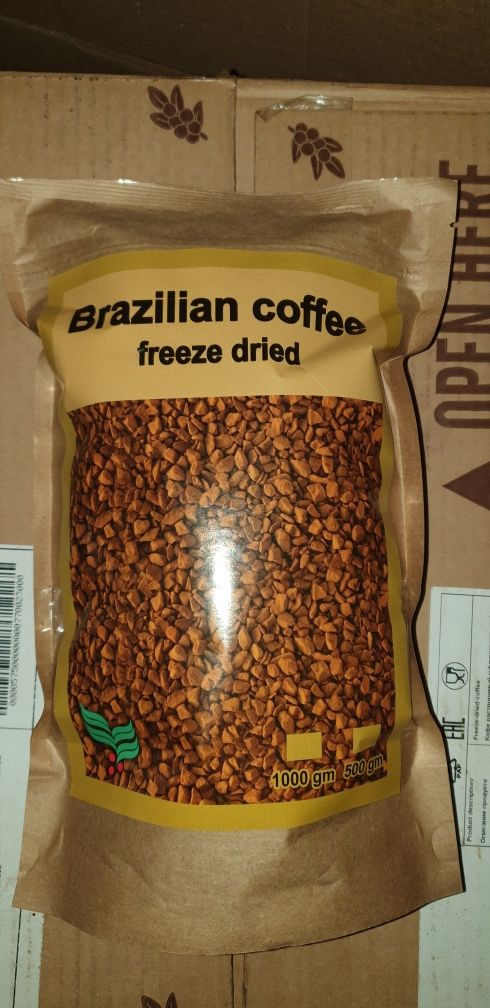 Brazilian coffee
freeze dried
1000 gm
500 gm
OPEN HERE
EAC
Freeze-dried coffee
Product description/
Описание продукта